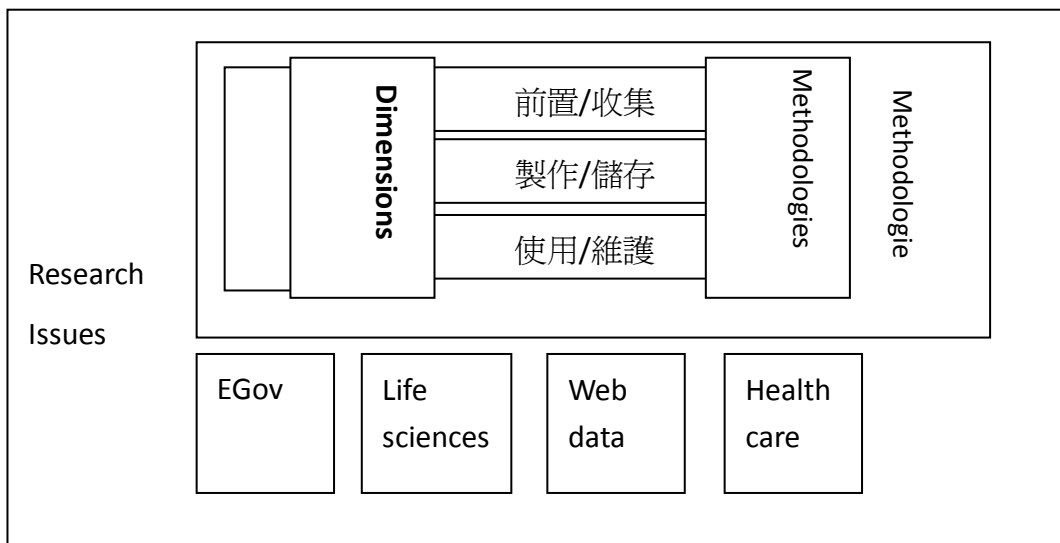 Dimensions
前置/收集
製作/儲存
使用/維護
Methodologies
Methodologie
Research
Issues
EGov
Life
sciences
Web
data
Health
care